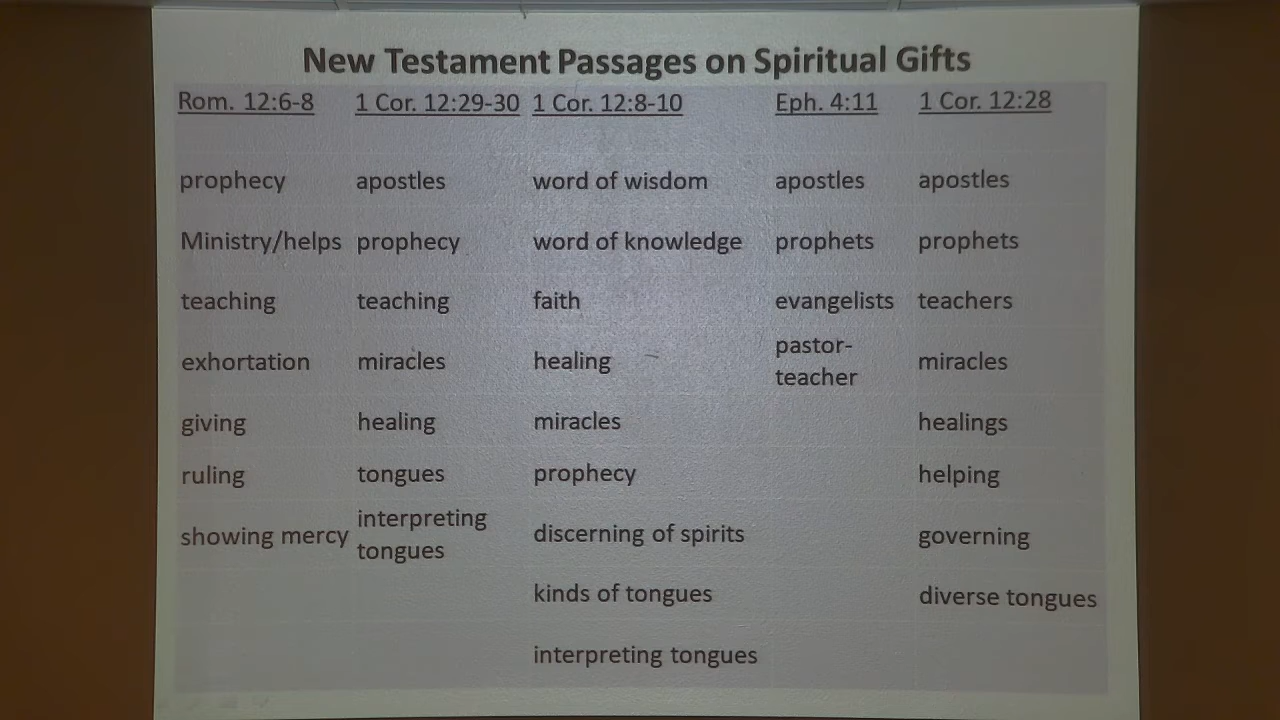 New Testament Passages on Spiritual Gifts
Rom. 12:6-8 1 Cor. 12:29-30 1 Cor. 12:8-10 Eph. 4:11 1 Cor. 12:28
prophecy apostles word of wisdom apostles apostles
Ministry/helps prophecy word of knowledge prophets prophets
teaching teaching faith evangelists teachers
exhortation miracles healing pastor-
teacher miracles
giving healing miracles healings
ruling tongues prophecy helping
showing mercy interpreting
tongues discerning of spirits governing
kinds of tongues diverse tongues
interpreting tongues